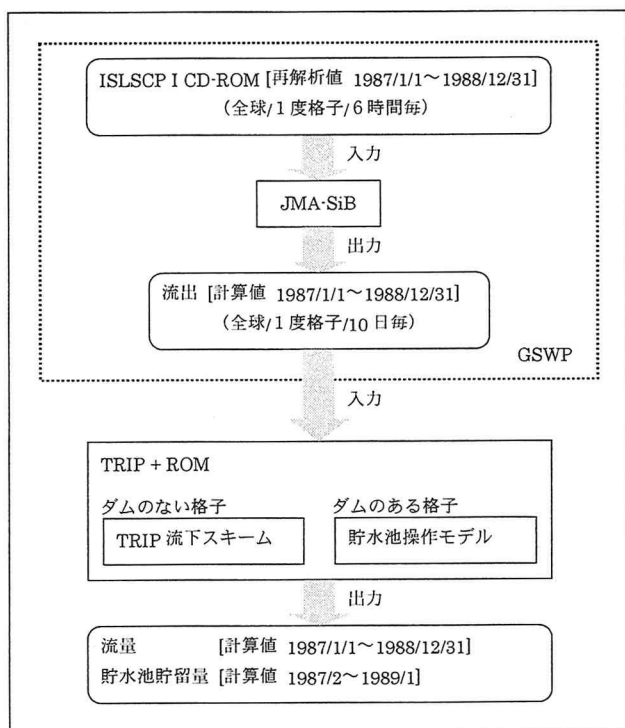 ISLSCP I CD-ROM [再解析値 1987/1/1～1988/12/31]
(全球/1度格子/6時間毎)
入力
JMA-SiB
出力
流出 [計算値 1987/1/1～1988/12/31]
(全球/1度格子/10日毎)
GSWP
入力
TRIP + ROM
ダムのない格子 ダムのある格子
TRIP 流下スキーム 貯水池操作モデル
出力
流量 [計算値 1987/1/1～1988/12/31]
貯水池貯留量 [計算値 1987/2～1989/1]